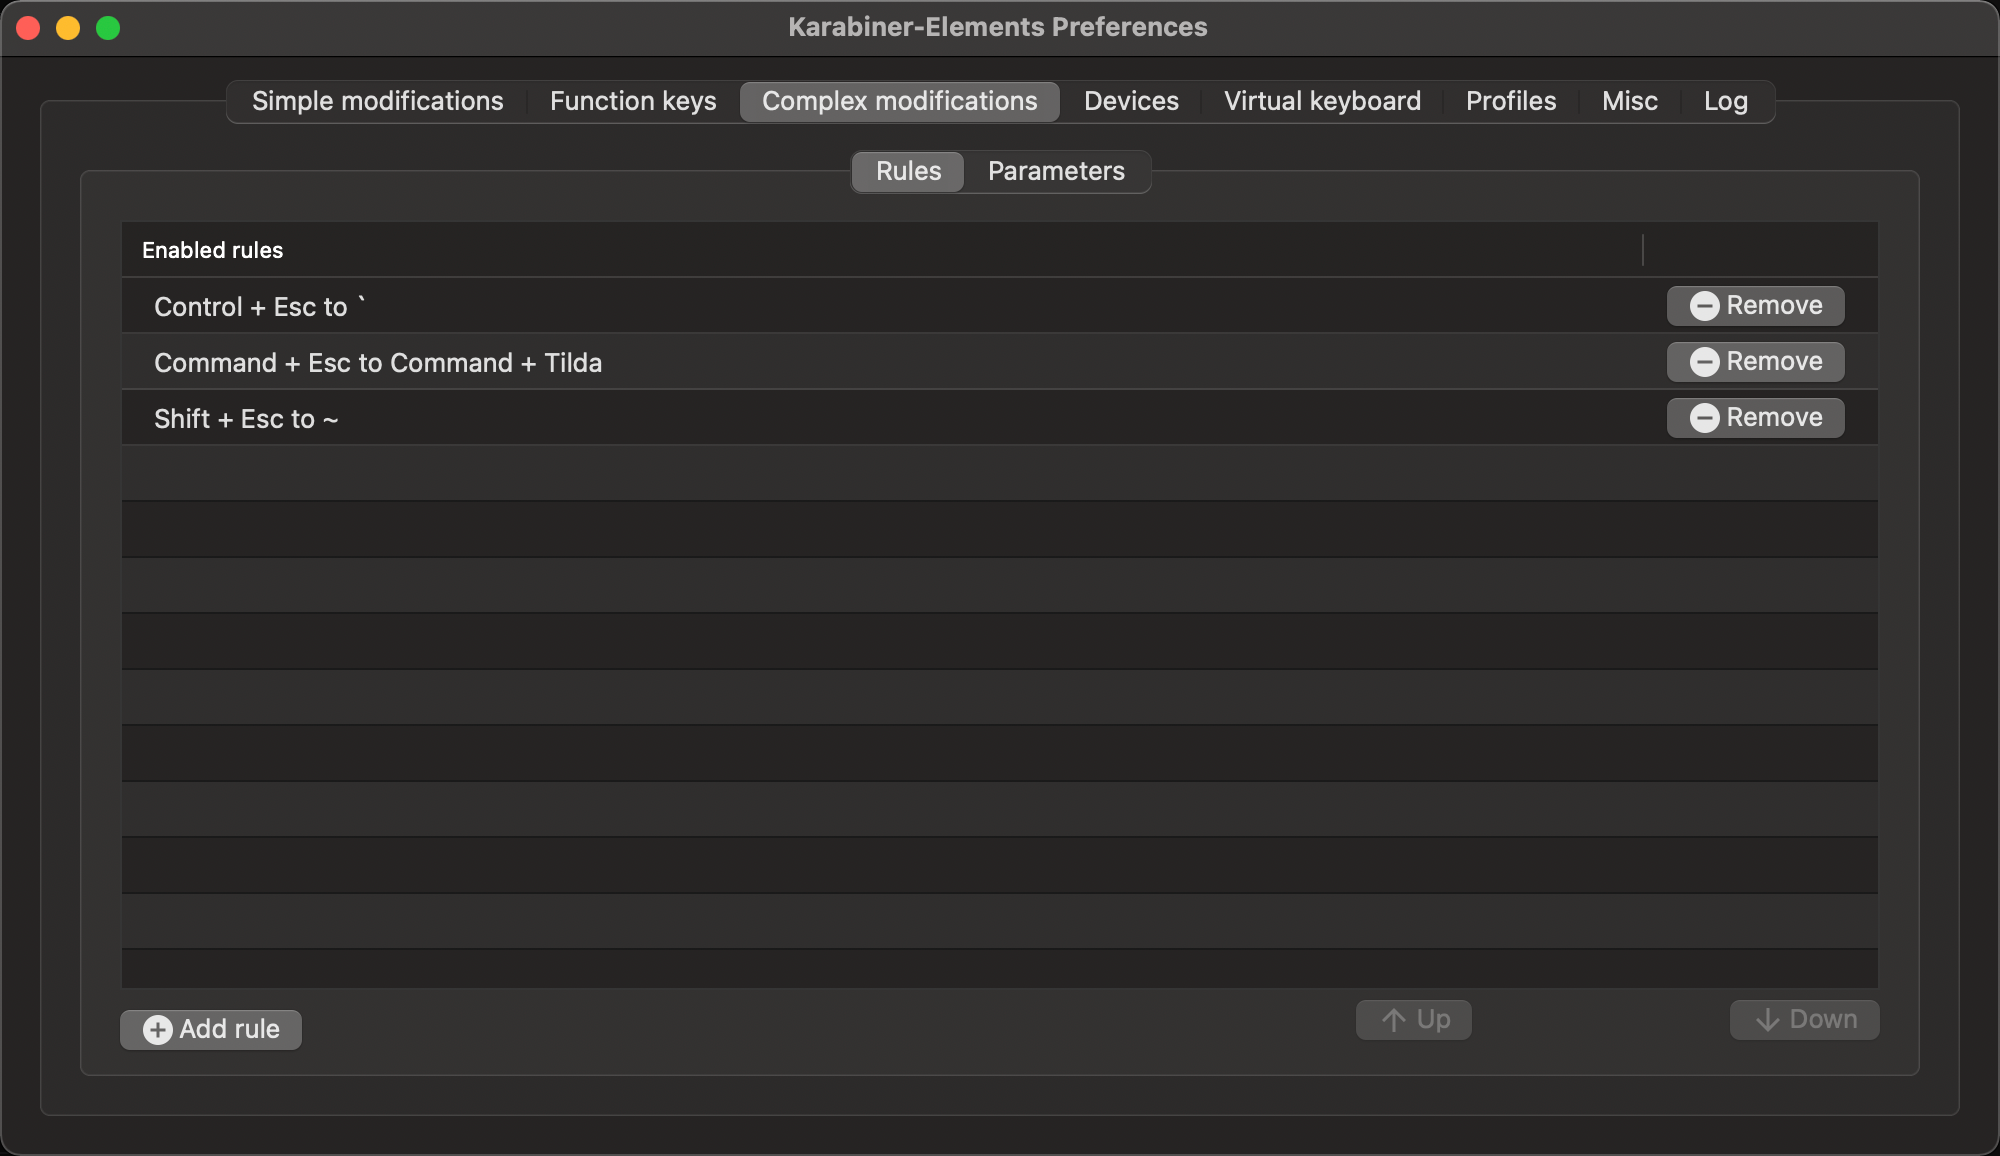 Karabiner-Elements Preferences
Simple modifications Function keys Complex modifications Devices Virtual keyboard Profiles Misc Log
Rules Parameters
Enabled rules
Control + Esc to ` Remove
Command + Esc to Command + Tilda Remove
Shift + Esc to ~ Remove
Add rule Up Down